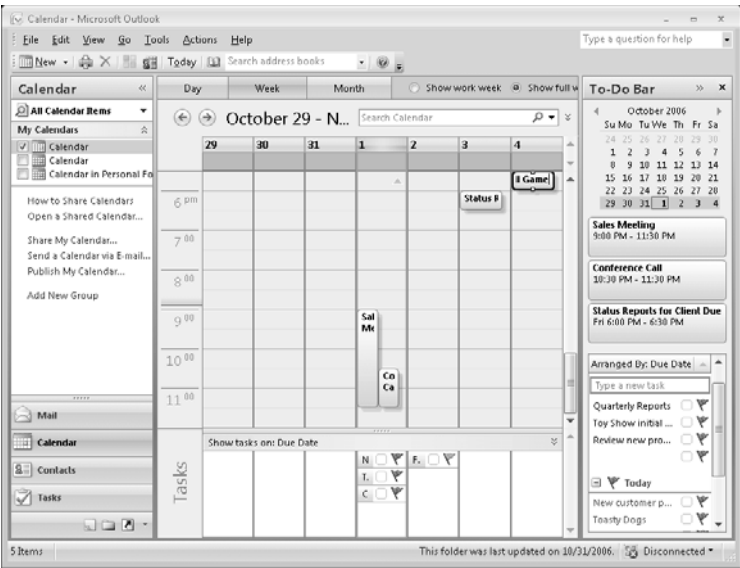 Calendar - Microsoft Outlook
File Edit View Go Tools Actions Help
Type a question for help
New Today Search address books
Calendar «
Day Week Month Show work week Show full w
To-Do Bar » x
All Calendar Items
My Calendars
Calendar
Calendar
Calendar in Personal Fo
How to Share Calendars
Open a Shared Calendar...
Share My Calendar...
Send a Calendar via E-mail...
Publish My Calendar...
Add New Group
Mail
Calendar
Contacts
Tasks
October 29 - N...
Search Calendar
29 30 31 1 2 3 4
6 pm
7 00
8 00
9 00
10 00
11 00
Game
Status R
Sal
Me
Co
Ca
Show tasks on: Due Date
Tasks
N F.
T.
C
October 2006
Su Mo Tu We Th Fr Sa
24 25 26 27 28 29 30
1 2 3 4 5 6 7
8 9 10 11 12 13 14
15 16 17 18 19 20 21
22 23 24 25 26 27 28
29 30 31 1 2 3 4
Sales Meeting
9:00 PM - 11:30 PM
Conference Call
10:30 PM - 11:30 PM
Status Reports for Client Due
Fri 6:00 PM - 6:30 PM
Arranged By: Due Date
Type a new task
Quarterly Reports
Toy Show initial ...
Review new pro...
Today
New customer p...
Toasty Dogs
5 Items
This folder was last updated on 10/31/2006.
Disconnected